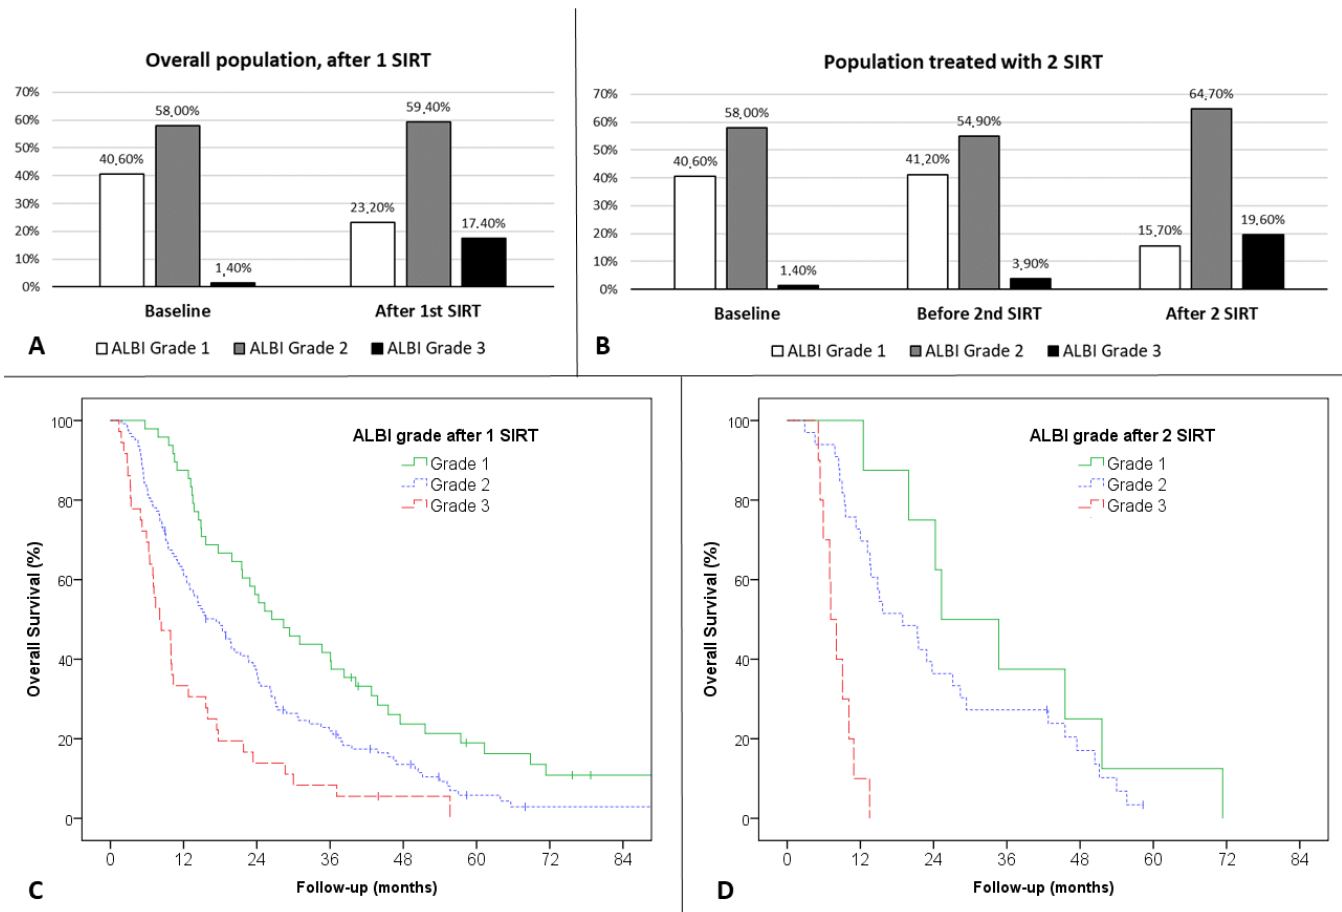 Overall population, after 1 SIRT
70%
60%
50%
40%
30%
20%
10%
0%
40,60%
58,00%
1,40%
23,20%
59,40%
17,40%
Baseline
After 1st SIRT
ALBI Grade 1
ALBI Grade 2
ALBI Grade 3
A
Population treated with 2 SIRT
70%
60%
50%
40%
30%
20%
10%
0%
40,60%
58,00%
1,40%
41,20%
54,90%
3,90%
15,70%
64,70%
19,60%
Baseline
Before 2nd SIRT
After 2 SIRT
ALBI Grade 1
ALBI Grade 2
ALBI Grade 3
B
ALBI grade after 1 SIRT
Grade 1
Grade 2
Grade 3
Overall Survival (%)
100
80
60
40
20
0
0
12
24
36
48
60
72
84
Follow-up (months)
C
ALBI grade after 2 SIRT
Grade 1
Grade 2
Grade 3
Overall Survival (%)
100
80
60
40
20
0
0
12
24
36
48
60
72
84
Follow-up (months)
D